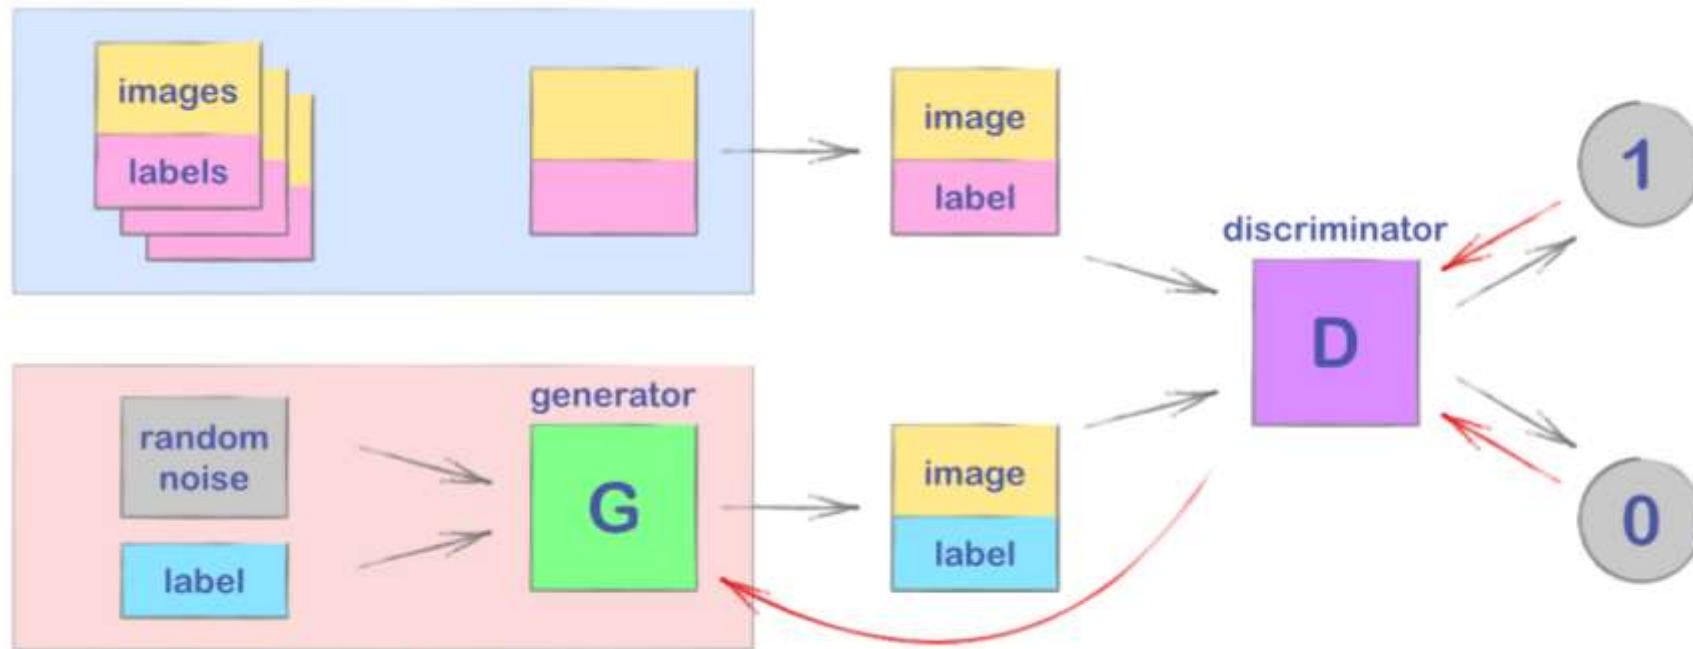 images
labels
image
label
1
discriminator
D
generator
random
noise
label
G
image
label
0